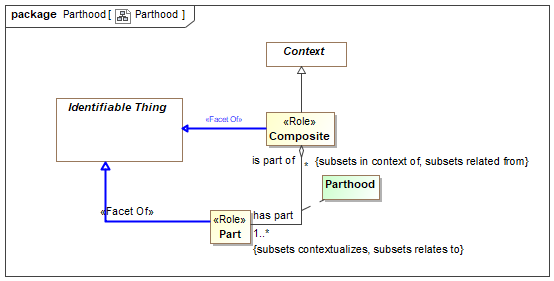 package Parthood [ Parthood ]
Context
Identifiable Thing
«Facet Of»
«Role»
Composite
is part of
* {subsets in context of, subsets related from}
Parthood
«Facet Of»
«Role»
Part
has part
1..*
{subsets contextualizes, subsets relates to}